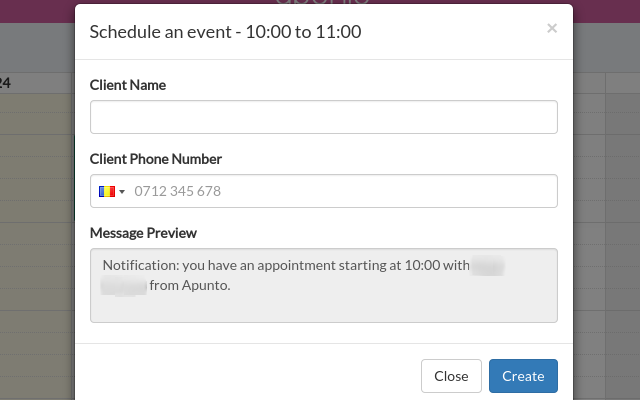 Schedule an event - 10:00 to 11:00
×
24
Client Name
Client Phone Number
0712 345 678
Message Preview
Notification: you have an appointment starting at 10:00 with
from Apunto.
Close
Create